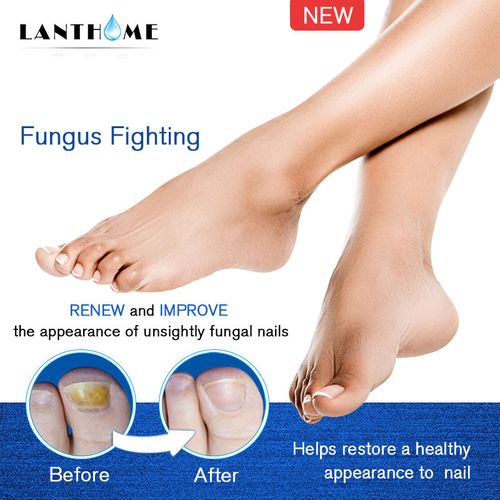 LANTHOME
NEW
Fungus Fighting
RENEW and IMPROVE
the appearance of unsightly fungal nails
Before
After
Helps restore a healthy
appearance to nail